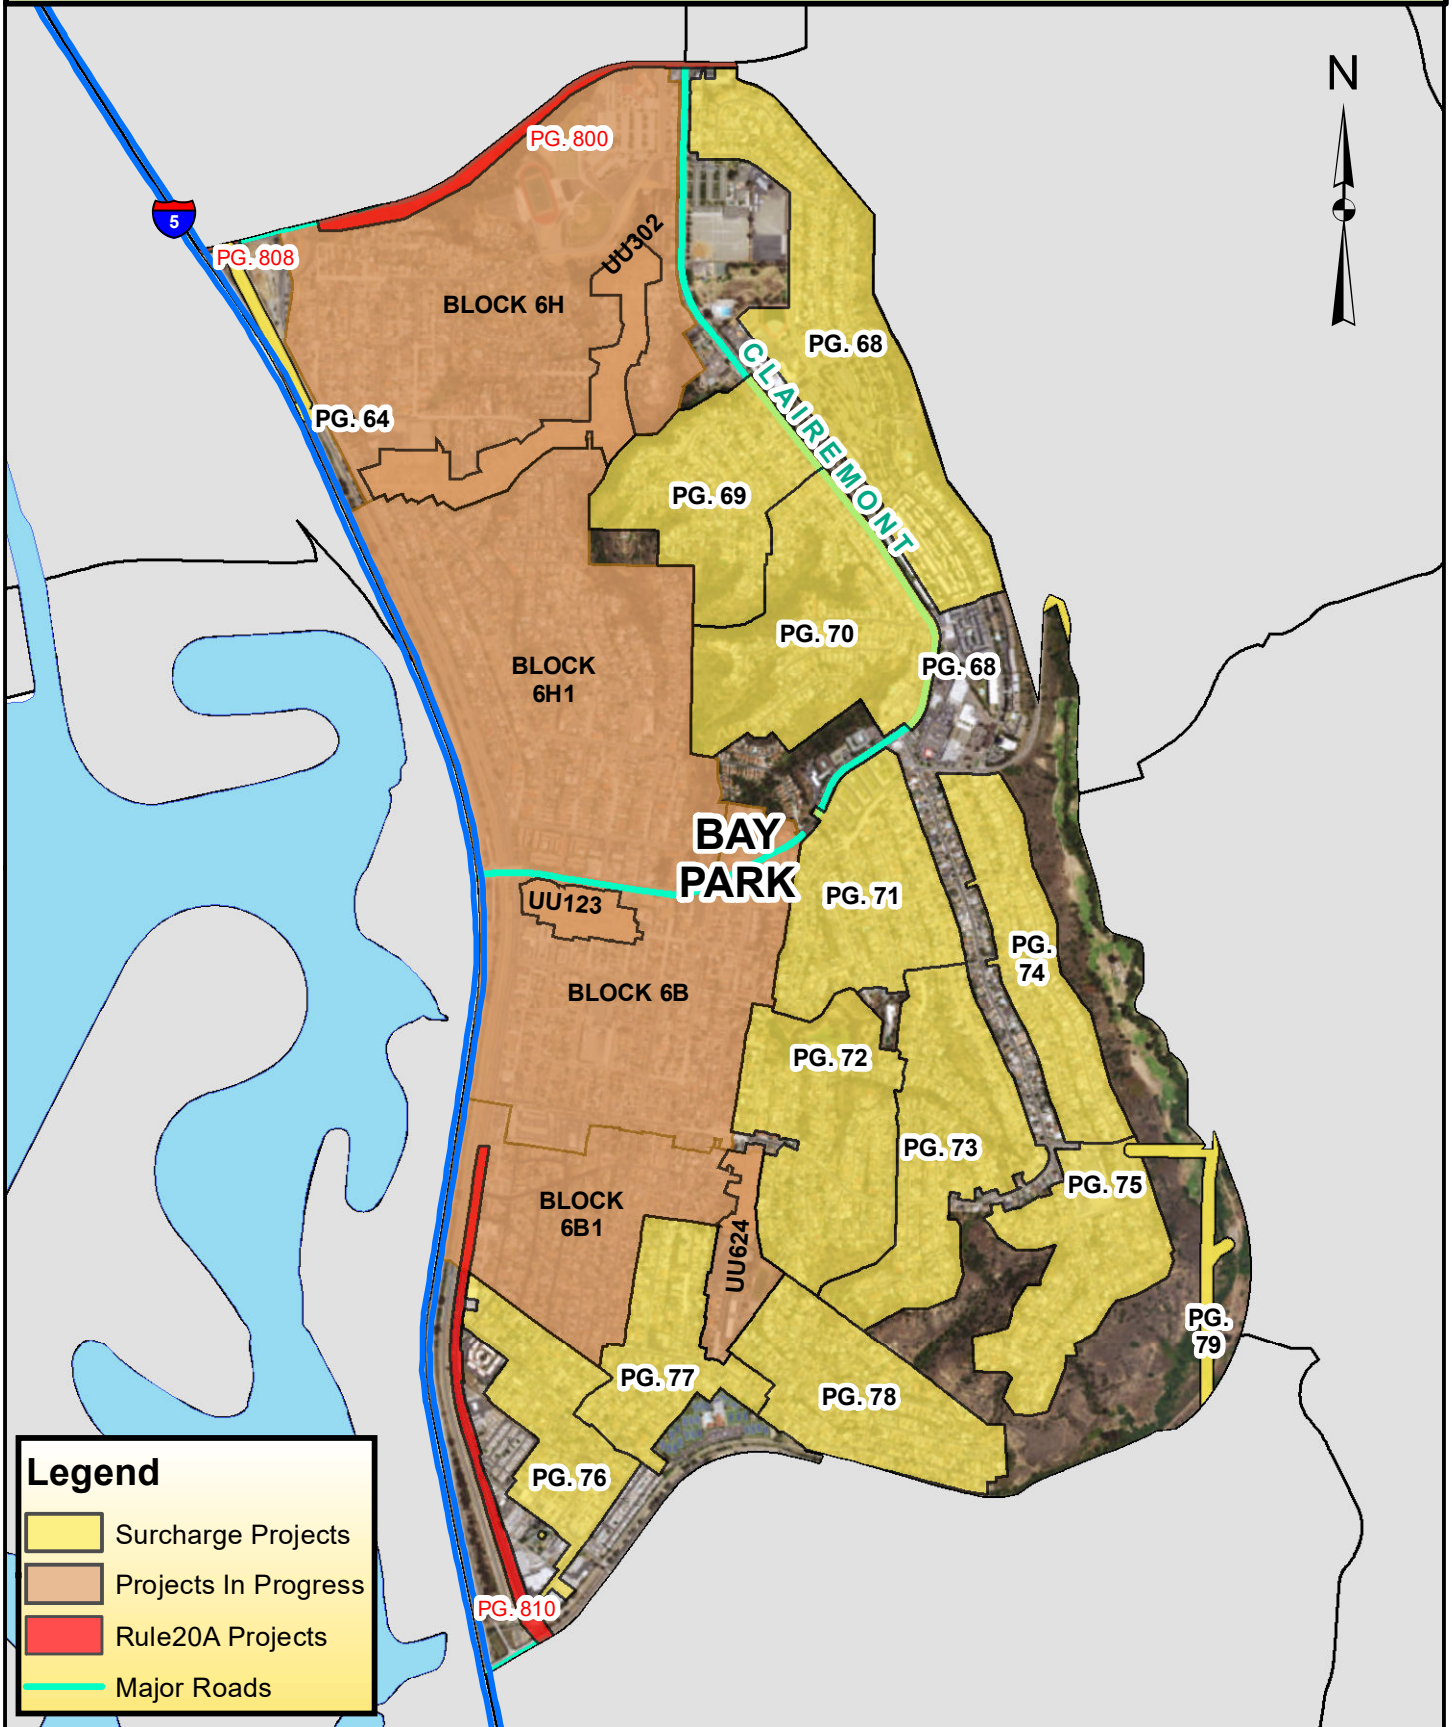 N
PG. 800
5
UU302
PG. 808
BLOCK 6H
PG. 68
CLAIREMONT
PG. 64
PG. 69
PG. 70
BLOCK
6H1
PG. 68
BAY
PARK
PG. 71
UU123
PG.
74
BLOCK 6B
PG. 72
PG. 73
PG. 75
BLOCK
6B1
UU624
PG.
79
PG. 77
PG. 78
PG. 76
PG. 810
Legend
Surcharge Projects
Projects In Progress
Rule20A Projects
Major Roads